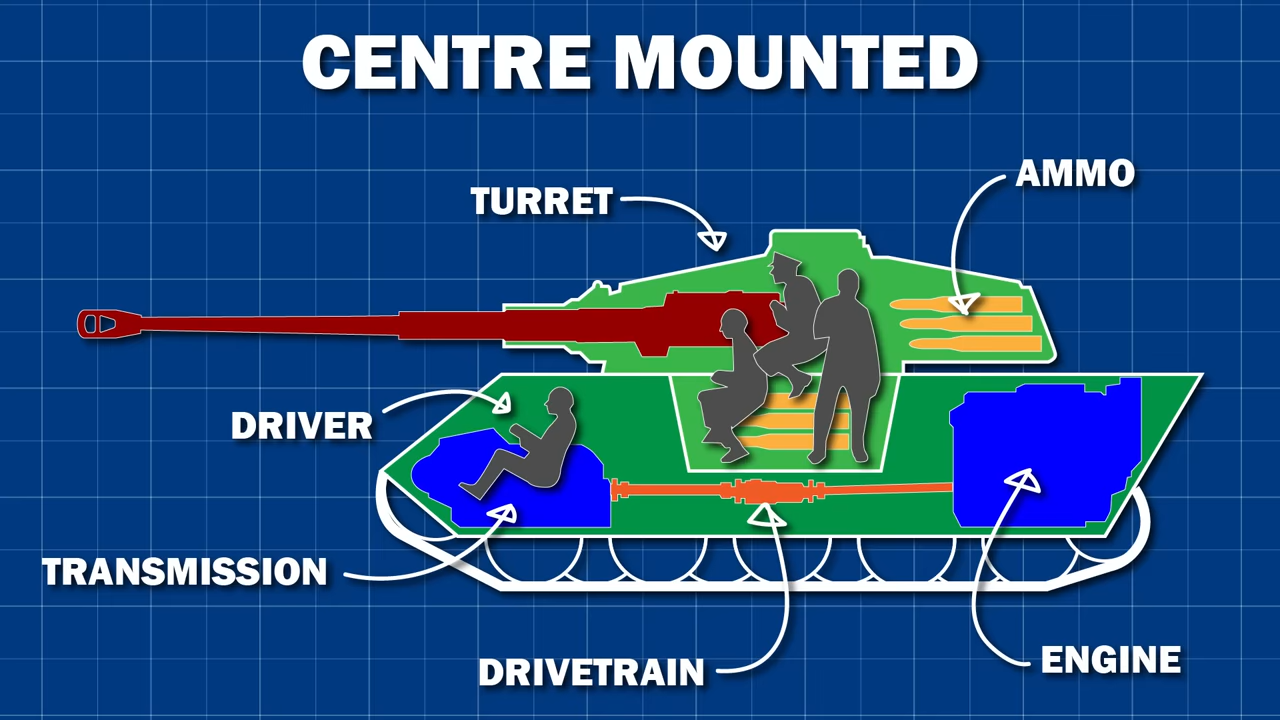 CENTRE MOUNTED
AMMO
TURRET
DRIVER
TRANSMISSION
DRIVETRAIN
ENGINE